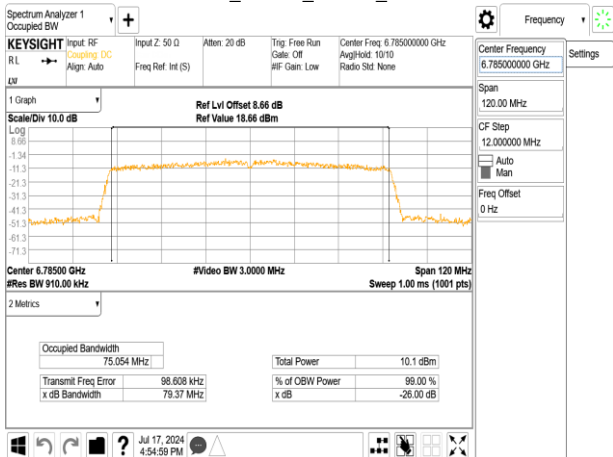 Spectrum Analyzer 1
Occupied BW
KEYSIGHT
RL
Input: RF
Coupling: DC
Align: Auto
Input Z: 50 Ω
Freq Ref: Int (S)
Atten: 20 dB
Trig: Free Run
Gate: Off
#IF Gain: Low
Center Freq: 6.785000000 GHz
Avg|Hold: 10/10
Radio Std: None
LXI
1 Graph
Scale/Div 10.0 dB
Ref Lvl Offset 8.66 dB
Ref Value 18.66 dBm
Log
8.66
-1.34
-11.3
-21.3
-31.3
-41.3
-51.3
-61.3
-71.3
Center 6.78500 GHz
#Res BW 910.00 kHz
#Video BW 3.0000 MHz
Span 120 MHz
Sweep 1.00 ms (1001 pts)
2 Metrics
Occupied Bandwidth
75.054 MHz
Transmit Freq Error 98.608 kHz
x dB Bandwidth 79.37 MHz
Total Power 10.1 dBm
% of OBW Power 99.00 %
x dB -26.00 dB
Jul 17, 2024
4:54:59 PM
Frequency
Settings
Center Frequency
6.785000000 GHz
Span
120.00 MHz
CF Step
12.000000 MHz
Auto
Man
Freq Offset
0 Hz